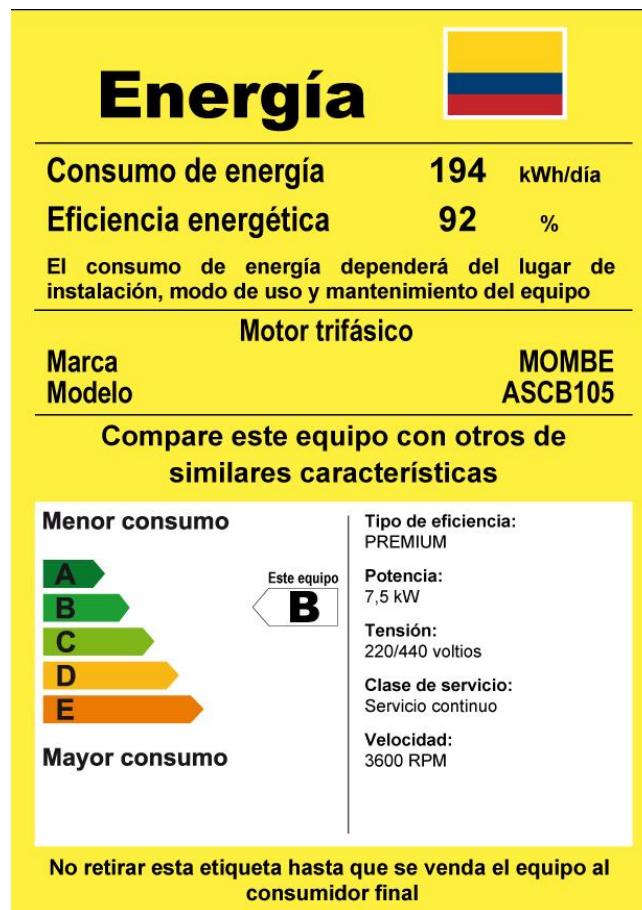 Energía
Consumo de energía 194 kWh/día
Eficiencia energética 92 %
El consumo de energía dependerá del lugar de
instalación, modo de uso y mantenimiento del equipo
Motor trifásico
Marca MOMBE
Modelo ASCB105
Compare este equipo con otros de
similares características
Menor consumo
A
B
C
D
E
Mayor consumo
Este equipo
B
Tipo de eficiencia:
PREMIUM
Potencia:
7,5 kW
Tensión:
220/440 voltios
Clase de servicio:
Servicio continuo
Velocidad:
3600 RPM
No retirar esta etiqueta hasta que se venda el equipo al
consumidor final